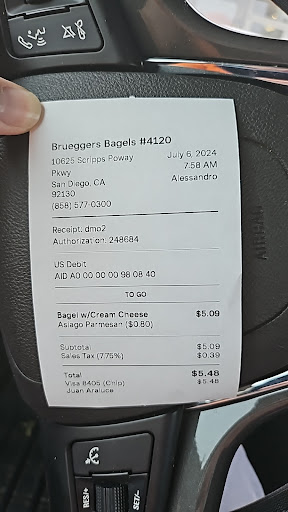 Brueggers Bagels #4120
10625 Scripps Poway Pkwy
San Diego, CA
92130
(858) 577-0300
July 6, 2024
7:58 AM
Alessandro
Receipt: dmo2
Authorization: 248684
US Debit
AID A0 00 00 00 98 08 40
TO GO
Bagel w/Cream Cheese $5.09
Asiago Parmesan ($0.80)
Subtotal $5.09
Sales Tax (7.75%) $0.39
Total $5.48
Visa 8405 (Chip) $5.48
Juan Araluce
AIRBAG
RES/+
SET/-